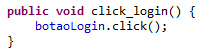 public void click_login() {
    botaoLogin.click();
}